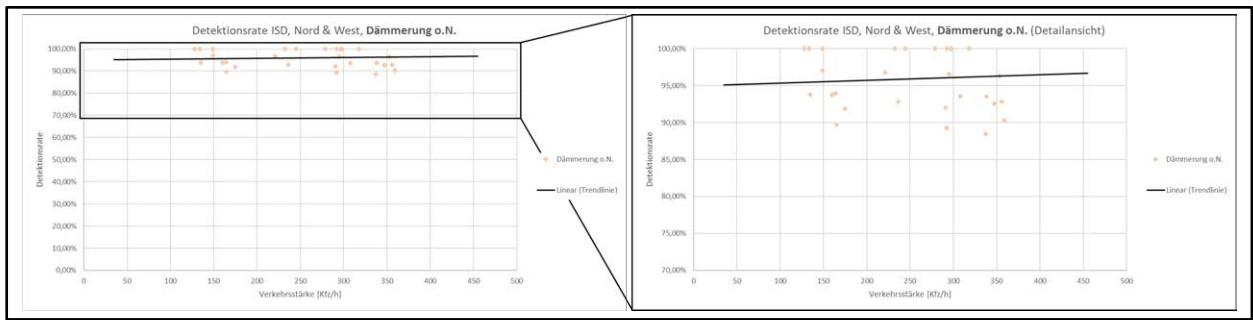 Detektionsrate ISD, Nord & West, Dämmerung o.N.
100,00%
90,00%
80,00%
70,00%
60,00%
50,00%
40,00%
30,00%
20,00%
10,00%
0,00%
Detektionsrate
0 50 100 150 200 250 300 350 400 450 500
Verkehrsstärke [Kfz/h]
Dämmerung o.N.
Linear (Trendlinie)
Detektionsrate ISD, Nord & West, Dämmerung o.N. (Detailansicht)
100,00%
95,00%
90,00%
85,00%
80,00%
75,00%
70,00%
Detektionsrate
0 50 100 150 200 250 300 350 400 450 500
Verkehrsstärke [Kfz/h]
Dämmerung o.N.
Linear (Trendlinie)